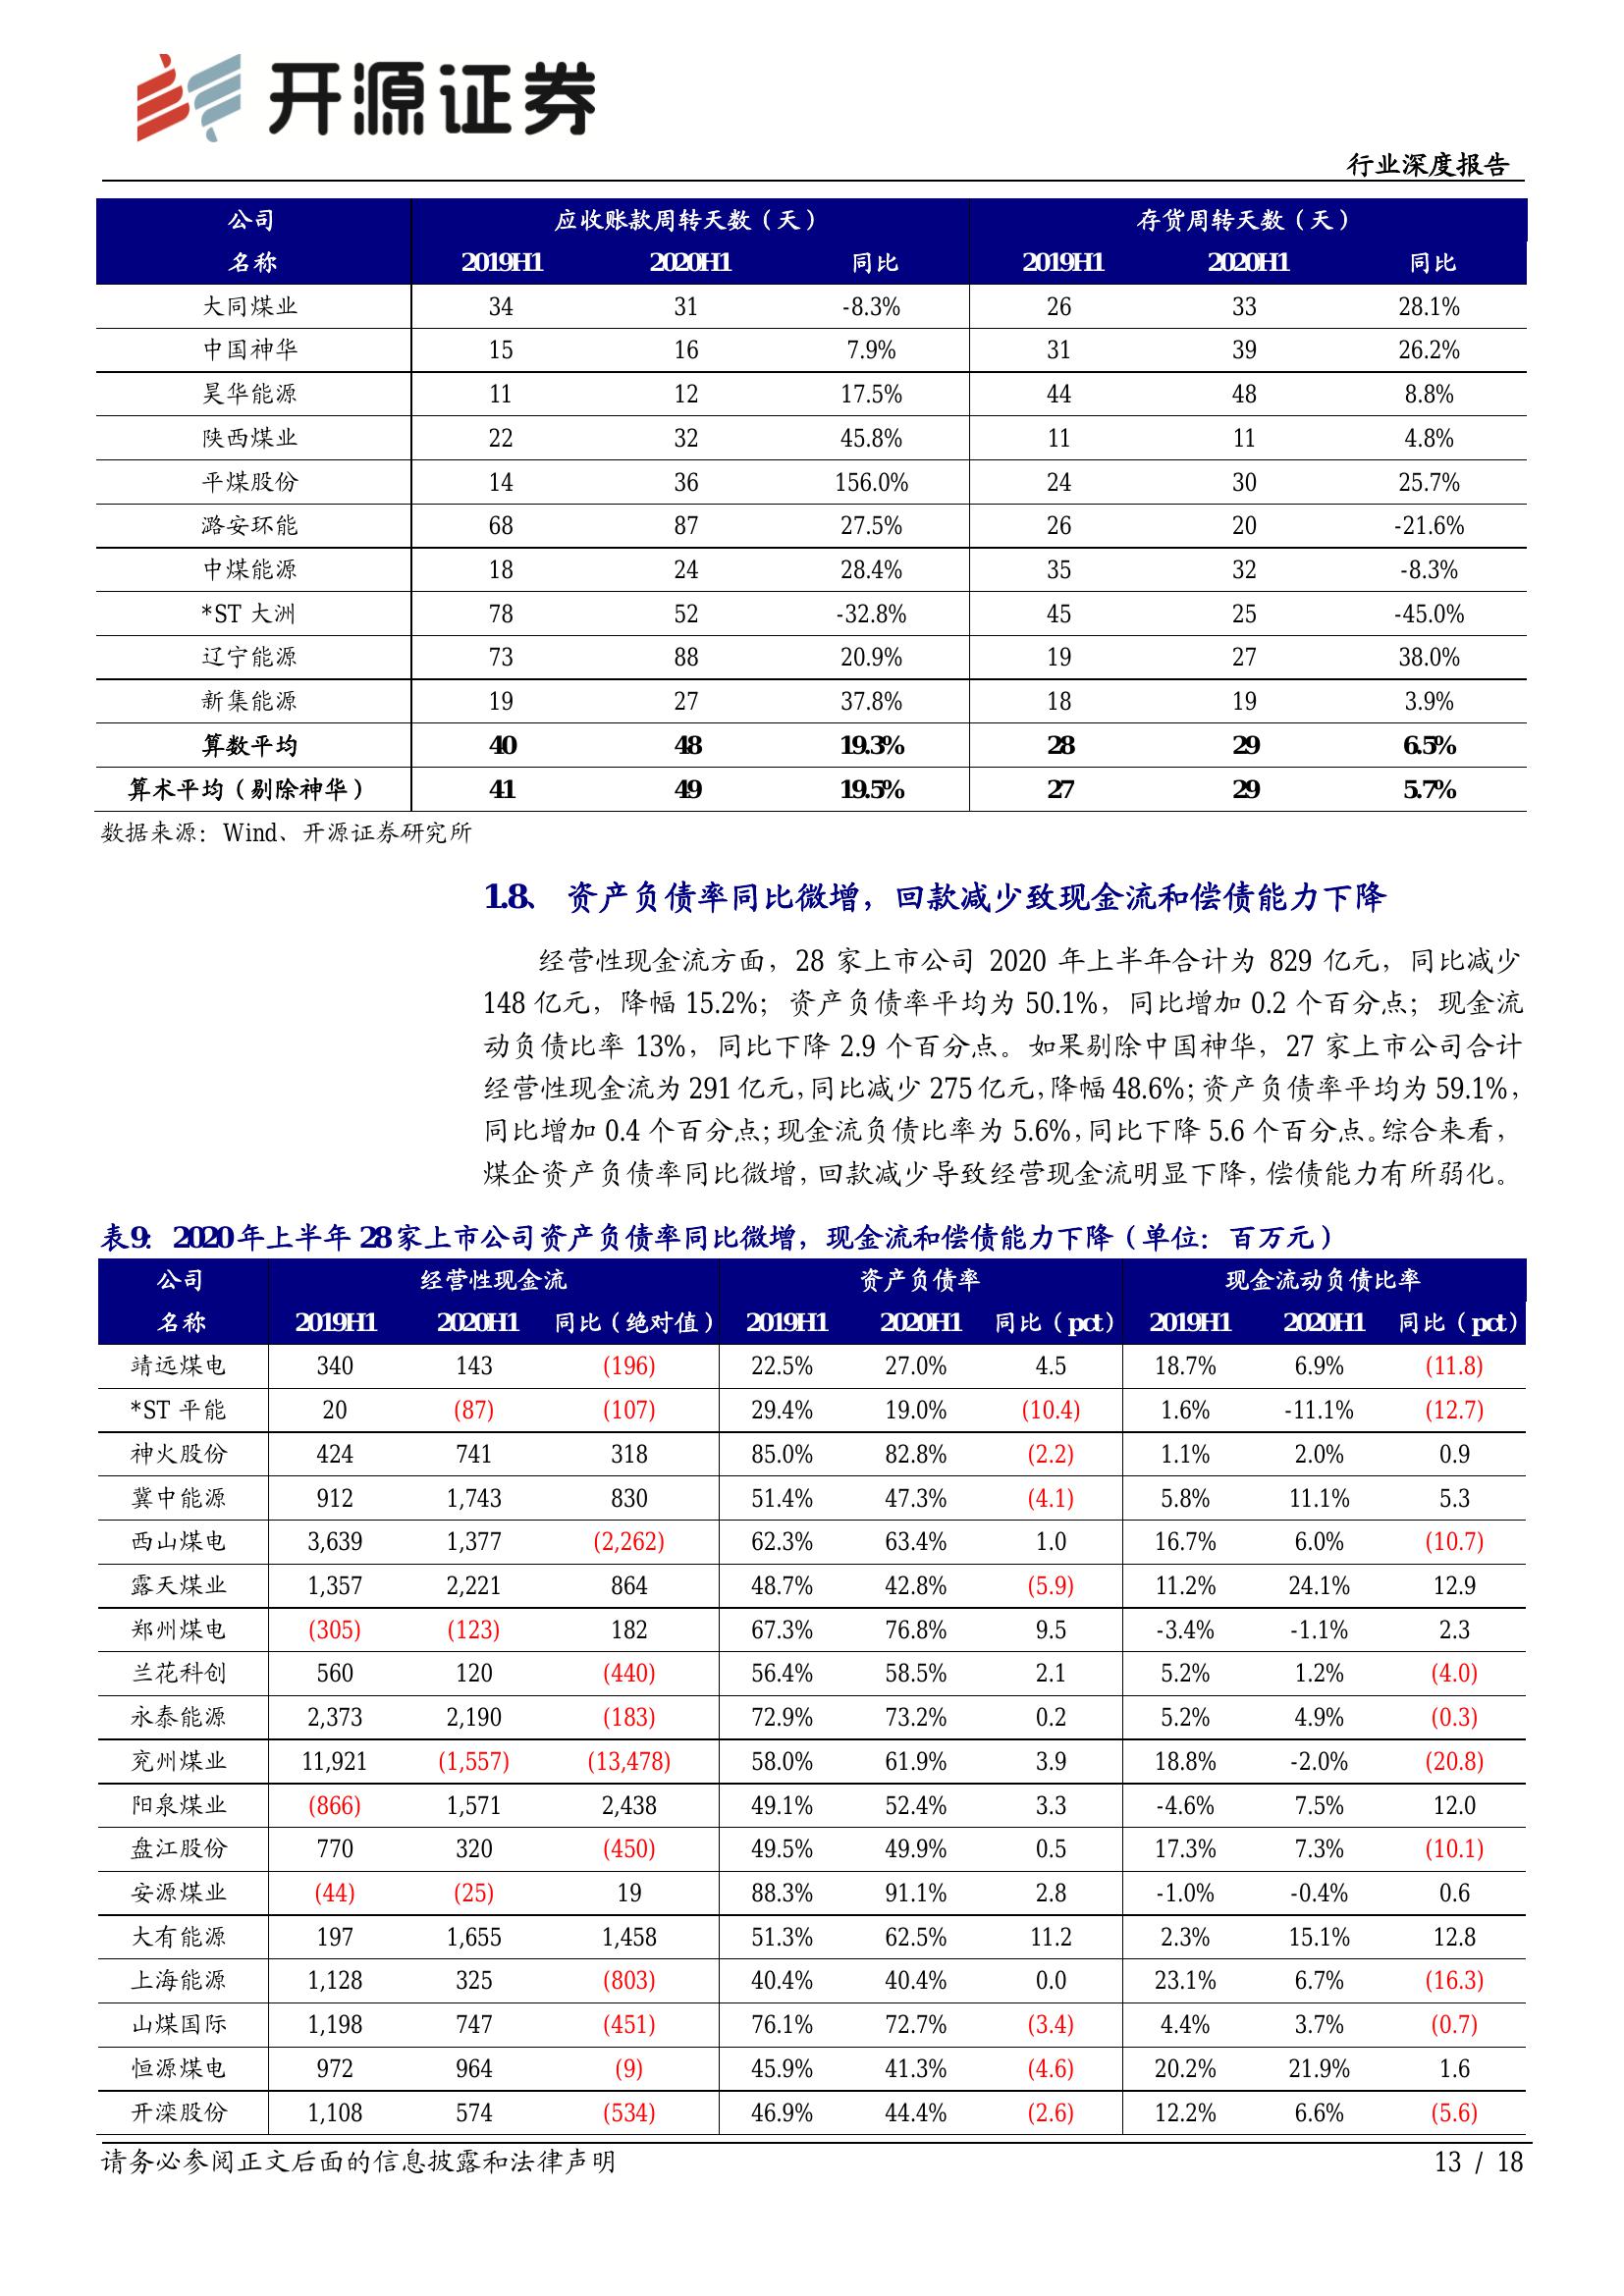 开源证券
行业深度报告
公司 应收账款周转天数（天） 存货周转天数（天）
名称 2019H1 2020H1 同比 2019H1 2020H1 同比
大同煤业 34 31 -8.3% 26 33 28.1%
中国神华 15 16 7.9% 31 39 26.2%
昊华能源 11 12 17.5% 44 48 8.8%
陕西煤业 22 32 45.8% 11 11 4.8%
平煤股份 14 36 156.0% 24 30 25.7%
潞安环能 68 87 27.5% 26 20 -21.6%
中煤能源 18 24 28.4% 35 32 -8.3%
*ST 大洲 78 52 -32.8% 45 25 -45.0%
辽宁能源 73 88 20.9% 19 27 38.0%
新集能源 19 27 37.8% 18 19 3.9%
算数平均 40 48 19.3% 28 29 6.5%
算术平均（剔除神华） 41 49 19.5% 27 29 5.7%
数据来源：Wind、开源证券研究所
1.8、 资产负债率同比微增，回款减少致现金流和偿债能力下降
经营性现金流方面，28 家上市公司 2020 年上半年合计为 829 亿元，同比减少
148 亿元，降幅 15.2%；资产负债率平均为 50.1%，同比增加 0.2 个百分点；现金流
动负债比率 13%，同比下降 2.9 个百分点。如果剔除中国神华，27 家上市公司合计
经营性现金流为 291 亿元，同比减少 275 亿元，降幅 48.6%；资产负债率平均为 59.1%，
同比增加 0.4 个百分点；现金流负债比率为 5.6%，同比下降 5.6 个百分点。综合来看，
煤企资产负债率同比微增，回款减少导致经营现金流明显下降，偿债能力有所弱化。
表9：2020年上半年28家上市公司资产负债率同比微增，现金流和偿债能力下降（单位：百万元）
公司 经营性现金流 资产负债率 现金流动负债比率
名称 2019H1 2020H1 同比（绝对值） 2019H1 2020H1 同比（pct） 2019H1 2020H1 同比（pct）
靖远煤电 340 143 (196) 22.5% 27.0% 4.5 18.7% 6.9% (11.8)
*ST 平能 20 (87) (107) 29.4% 19.0% (10.4) 1.6% -11.1% (12.7)
神火股份 424 741 318 85.0% 82.8% (2.2) 1.1% 2.0% 0.9
冀中能源 912 1,743 830 51.4% 47.3% (4.1) 5.8% 11.1% 5.3
西山煤电 3,639 1,377 (2,262) 62.3% 63.4% 1.0 16.7% 6.0% (10.7)
露天煤业 1,357 2,221 864 48.7% 42.8% (5.9) 11.2% 24.1% 12.9
郑州煤电 (305) (123) 182 67.3% 76.8% 9.5 -3.4% -1.1% 2.3
兰花科创 560 120 (440) 56.4% 58.5% 2.1 5.2% 1.2% (4.0)
永泰能源 2,373 2,190 (183) 72.9% 73.2% 0.2 5.2% 4.9% (0.3)
兖州煤业 11,921 (1,557) (13,478) 58.0% 61.9% 3.9 18.8% -2.0% (20.8)
阳泉煤业 (866) 1,571 2,438 49.1% 52.4% 3.3 -4.6% 7.5% 12.0
盘江股份 770 320 (450) 49.5% 49.9% 0.5 17.3% 7.3% (10.1)
安源煤业 (44) (25) 19 88.3% 91.1% 2.8 -1.0% -0.4% 0.6
大有能源 197 1,655 1,458 51.3% 62.5% 11.2 2.3% 15.1% 12.8
上海能源 1,128 325 (803) 40.4% 40.4% 0.0 23.1% 6.7% (16.3)
山煤国际 1,198 747 (451) 76.1% 72.7% (3.4) 4.4% 3.7% (0.7)
恒源煤电 972 964 (9) 45.9% 41.3% (4.6) 20.2% 21.9% 1.6
开滦股份 1,108 574 (534) 46.9% 44.4% (2.6) 12.2% 6.6% (5.6)
请务必参阅正文后面的信息披露和法律声明 13 / 18